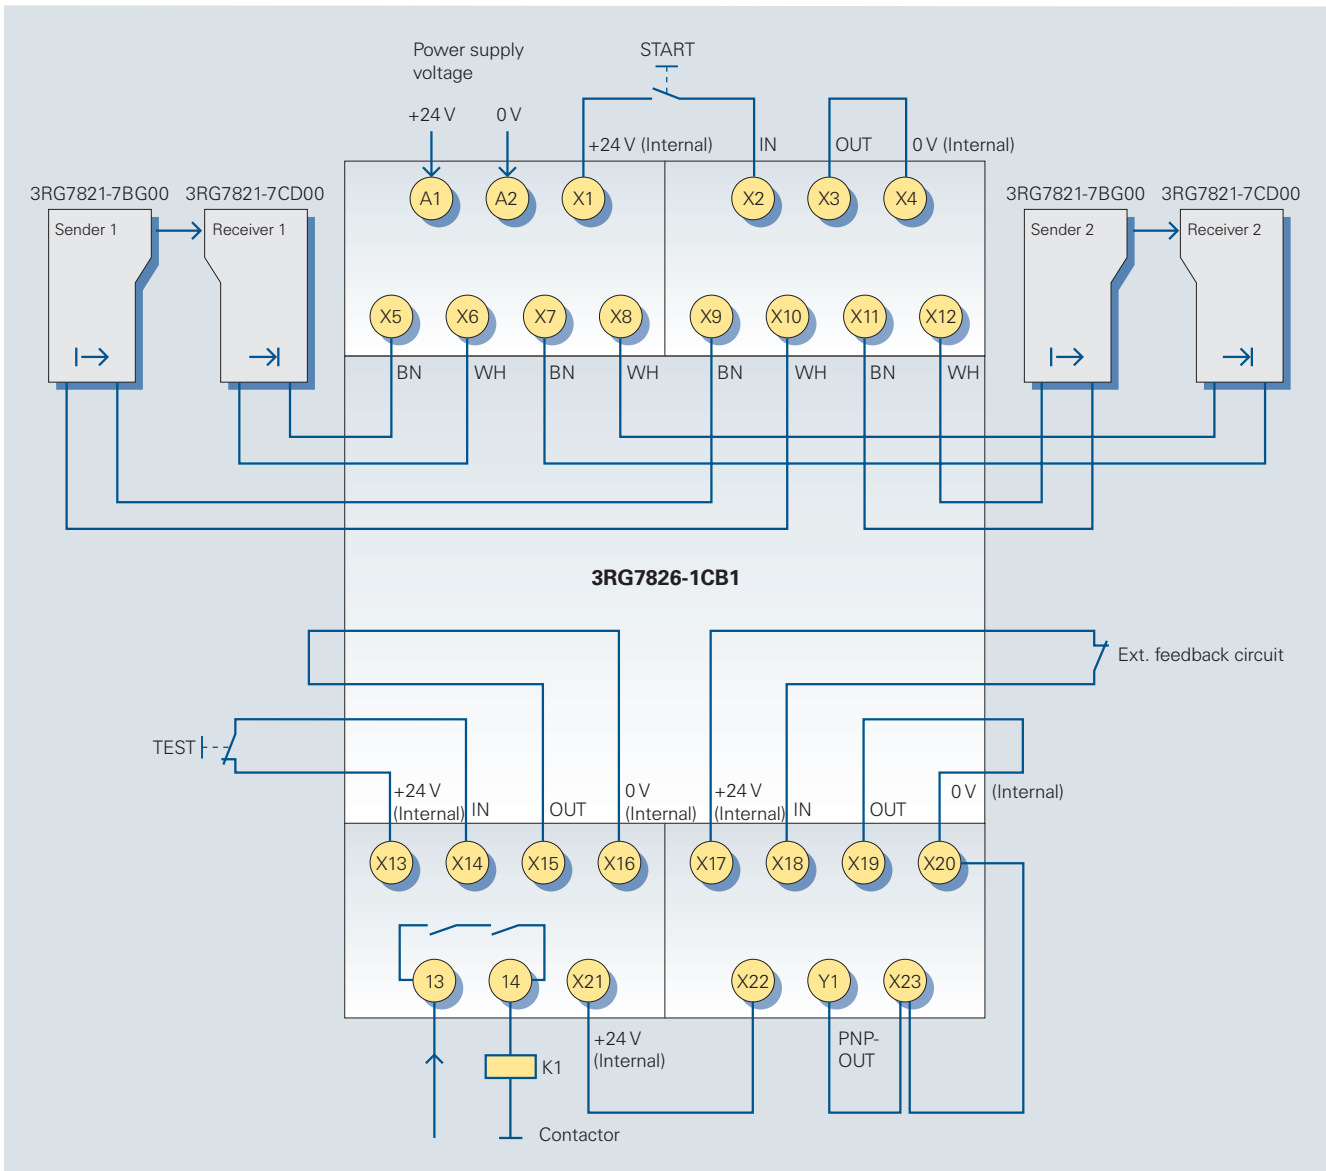 Power supply
voltage
START
+24 V
0 V
+24 V (Internal)
IN
OUT
0 V (Internal)
3RG7821-7BG00
3RG7821-7CD00
3RG7821-7BG00
3RG7821-7CD00
A1
A2
X1
X2
X3
X4
Sender 1
Receiver 1
Sender 2
Receiver 2
X5
X6
X7
X8
X9
X10
X11
X12
BN
WH
BN
WH
BN
WH
BN
WH
3RG7826-1CB1
Ext. feedback circuit
TEST
+24 V
(Internal)
IN
OUT
0 V
(Internal)
+24 V
(Internal)
IN
OUT
0 V (Internal)
X13
X14
X15
X16
X17
X18
X19
X20
13
14
X21
X22
Y1
X23
+24 V
(Internal)
PNP-
OUT
K1
Contactor